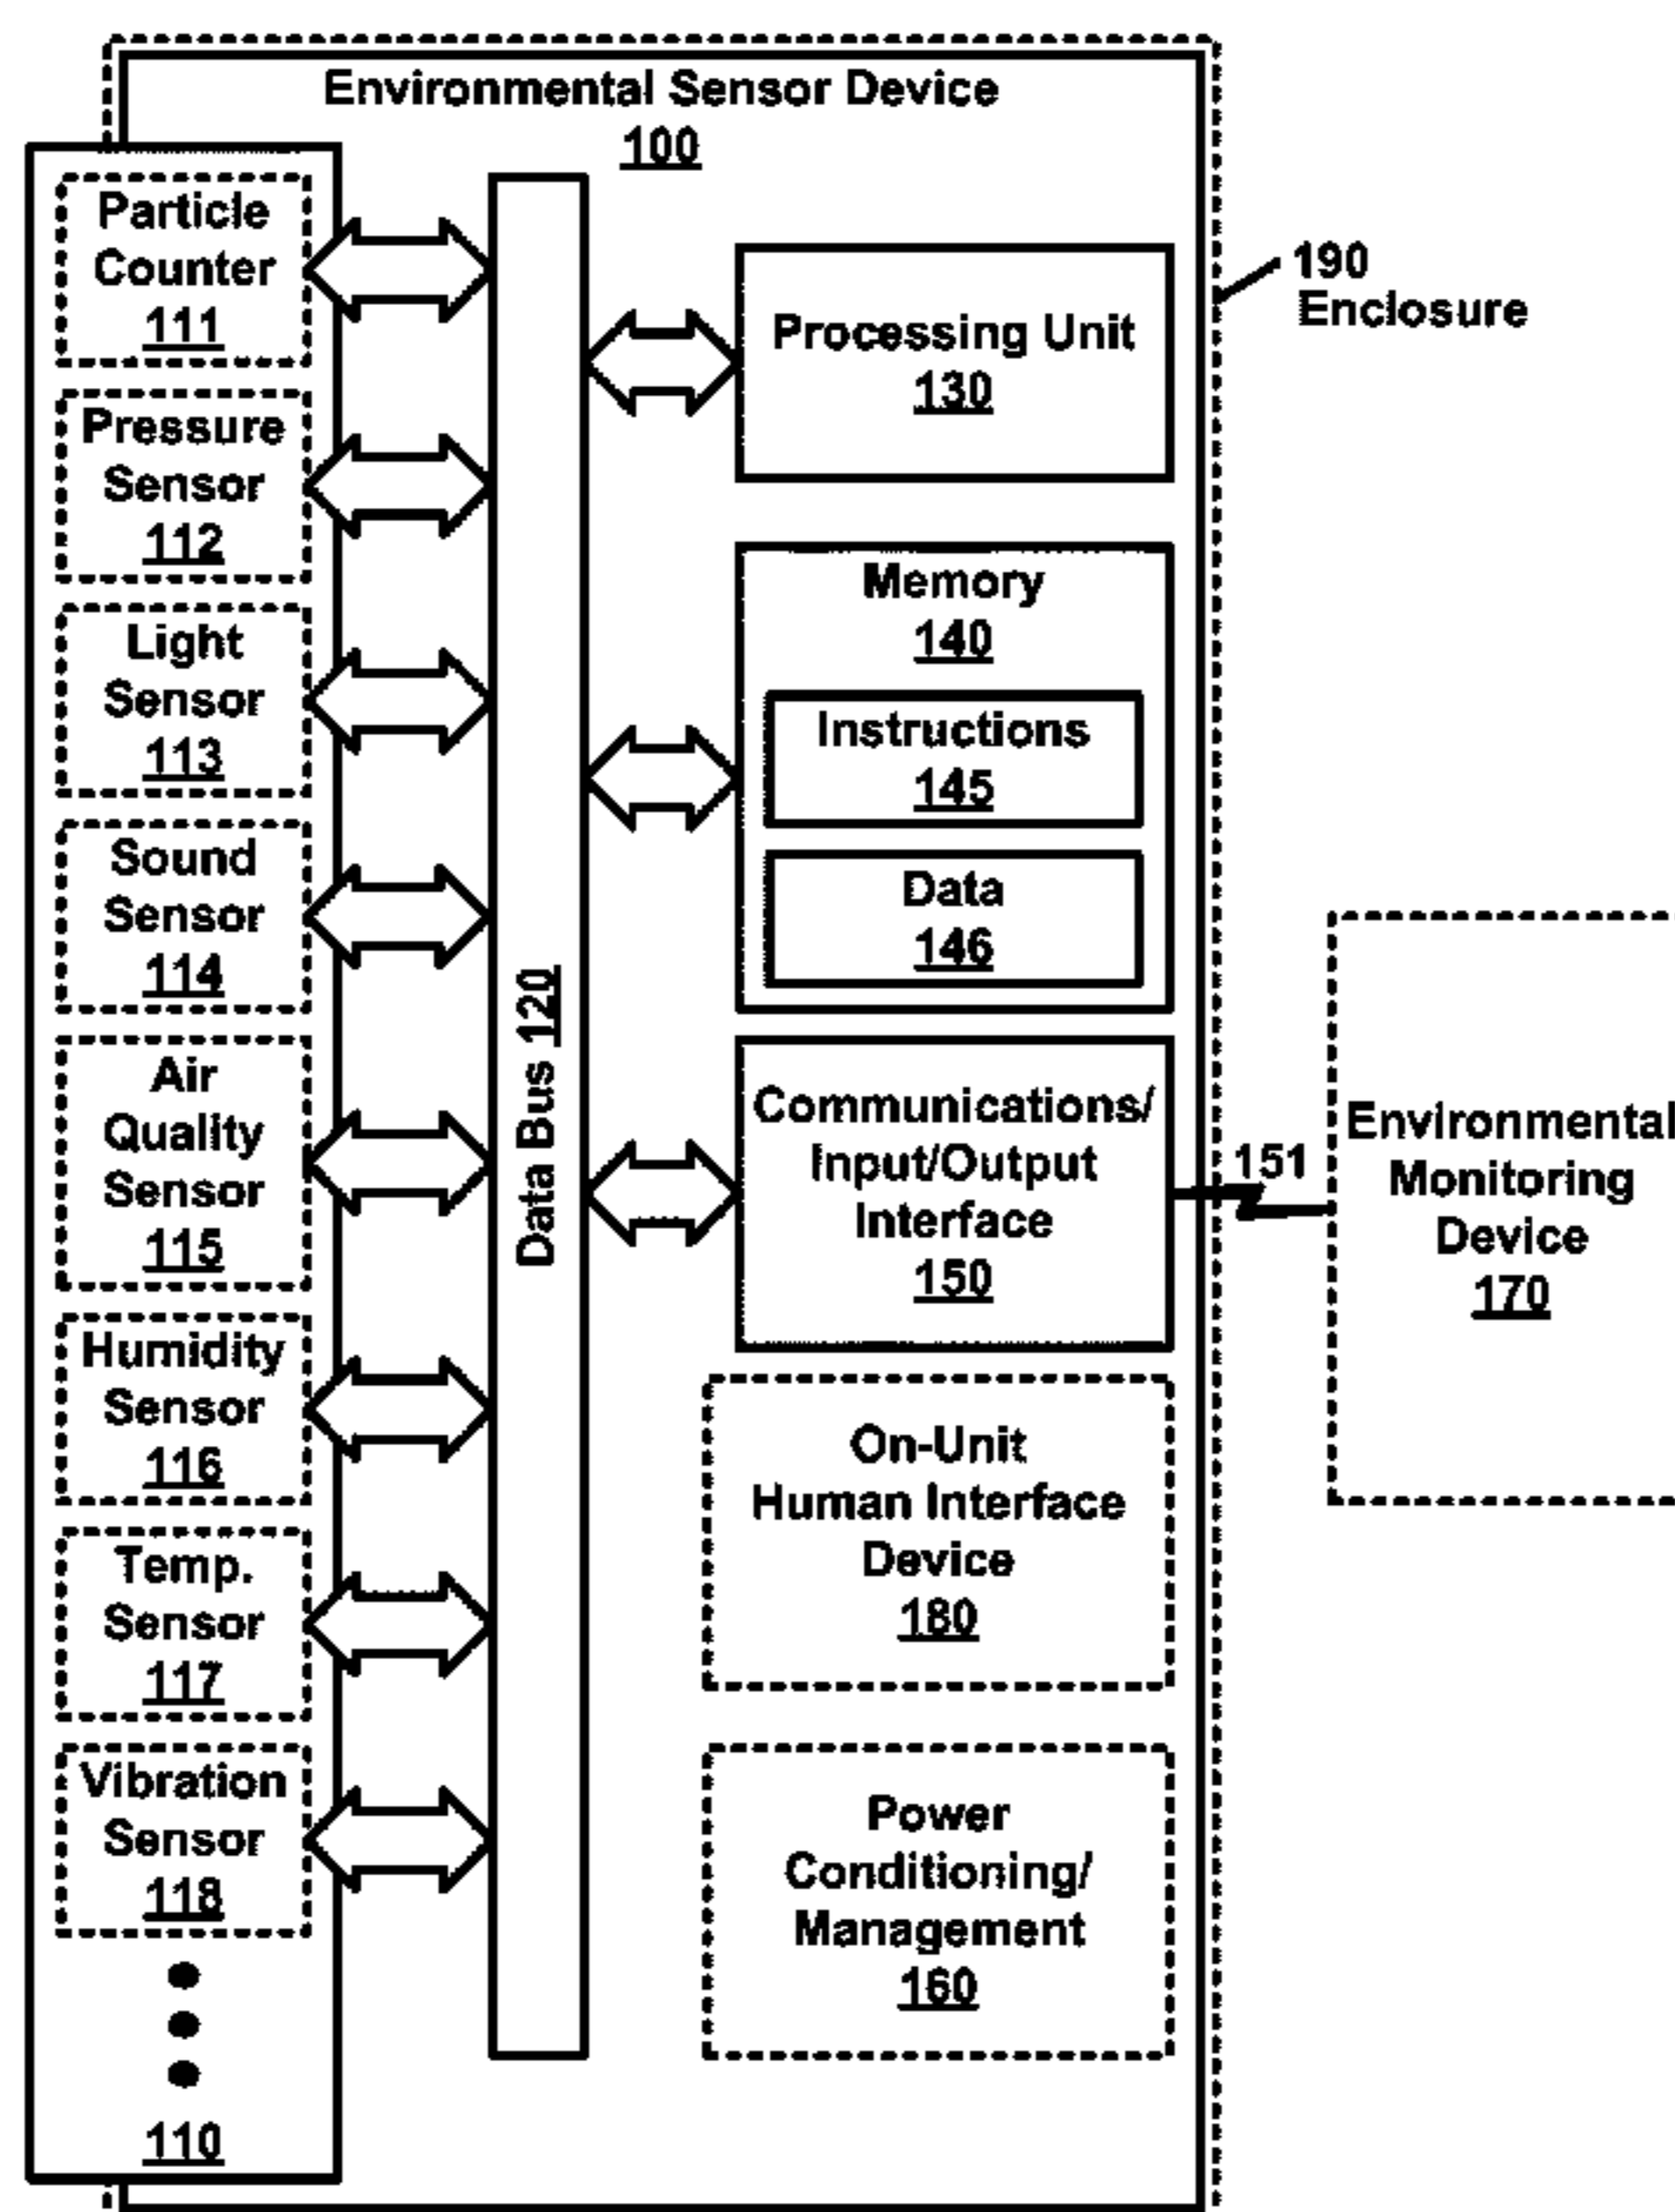 Environmental Sensor Device
100
Particle
Counter
111
Pressure
Sensor
112
Light
Sensor
113
Sound
Sensor
114
Air
Quality
Sensor
115
Humidity
Sensor
116
Temp.
Sensor
117
Vibration
Sensor
118
110
Data Bus 120
Processing Unit
130
Memory
140
Instructions
145
Data
146
Communications/
Input/Output
Interface
150
On-Unit
Human Interface
Device
180
Power
Conditioning/
Management
160
190
Enclosure
151
Environmental
Monitoring
Device
170